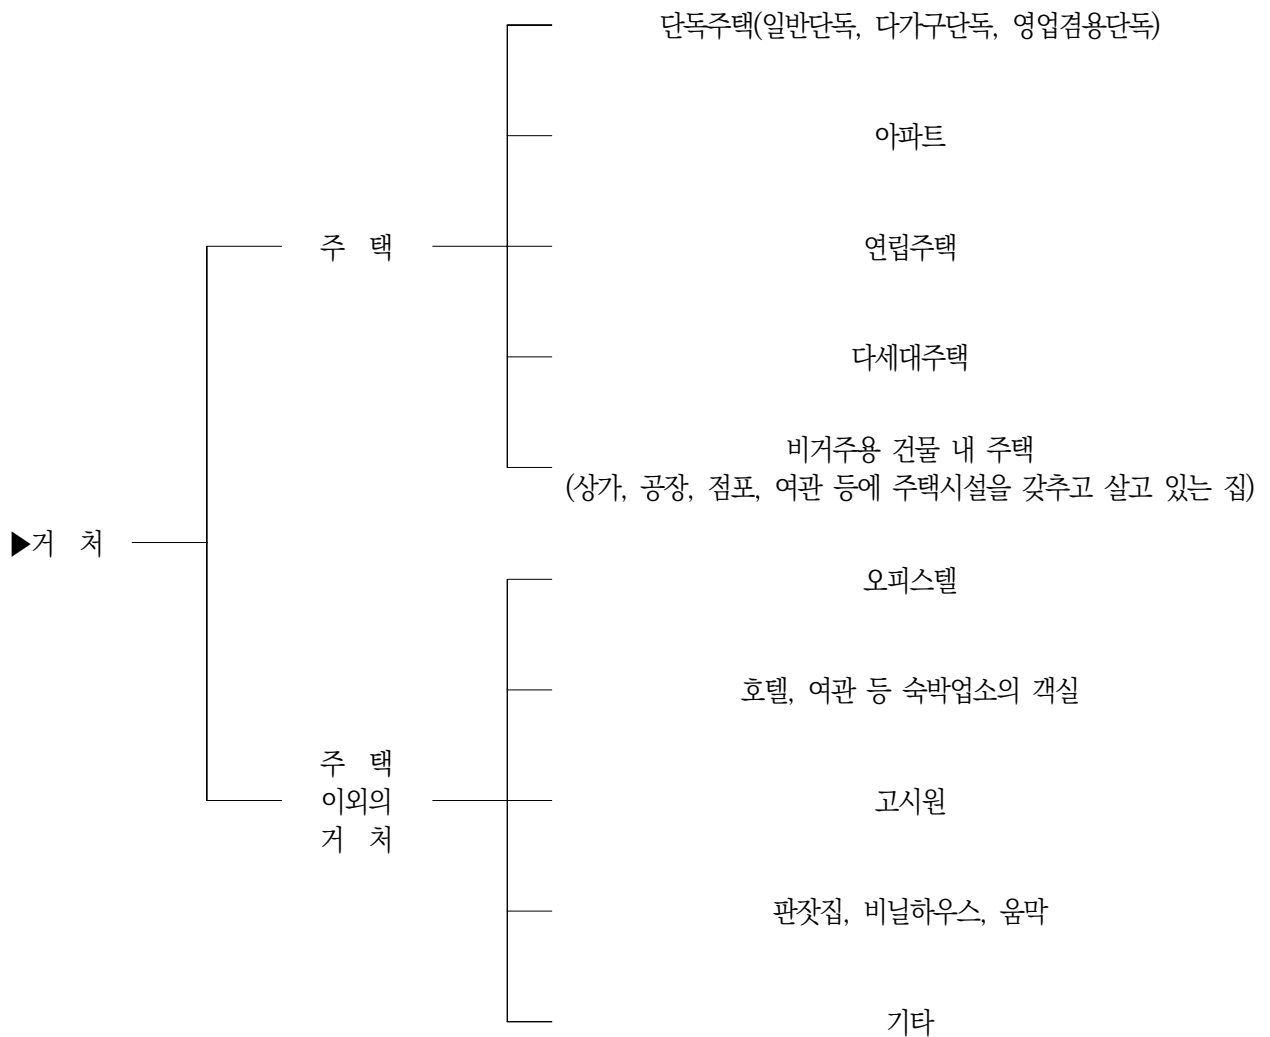 단독주택(일반단독, 다가구단독, 영업겸용단독)
아파트
주 택
연립주택
다세대주택
비거주용 건물 내 주택
(상가, 공장, 점포, 여관 등에 주택시설을 갖추고 살고 있는 집)
▶거 처
오피스텔
호텔, 여관 등 숙박업소의 객실
주 택
이외의
거 처
고시원
판잣집, 비닐하우스, 움막
기타